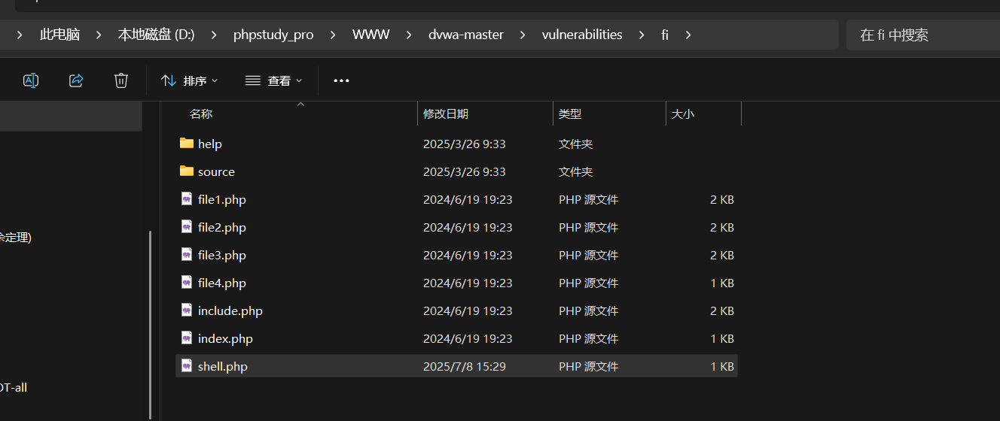 此电脑 > 本地磁盘 (D:) > phpstudy_pro > WWW > dvwa-master > vulnerabilities > fi >
在 fi 中搜索
排序 查看
名称 修改日期 类型 大小
help 2025/3/26 9:33 文件夹
source 2025/3/26 9:33 文件夹
file1.php 2024/6/19 19:23 PHP 源文件 2 KB
file2.php 2024/6/19 19:23 PHP 源文件 2 KB
余定理)
file3.php 2024/6/19 19:23 PHP 源文件 2 KB
file4.php 2024/6/19 19:23 PHP 源文件 1 KB
include.php 2024/6/19 19:23 PHP 源文件 2 KB
index.php 2024/6/19 19:23 PHP 源文件 1 KB
shell.php 2025/7/8 15:29 PHP 源文件 1 KB
OT-all